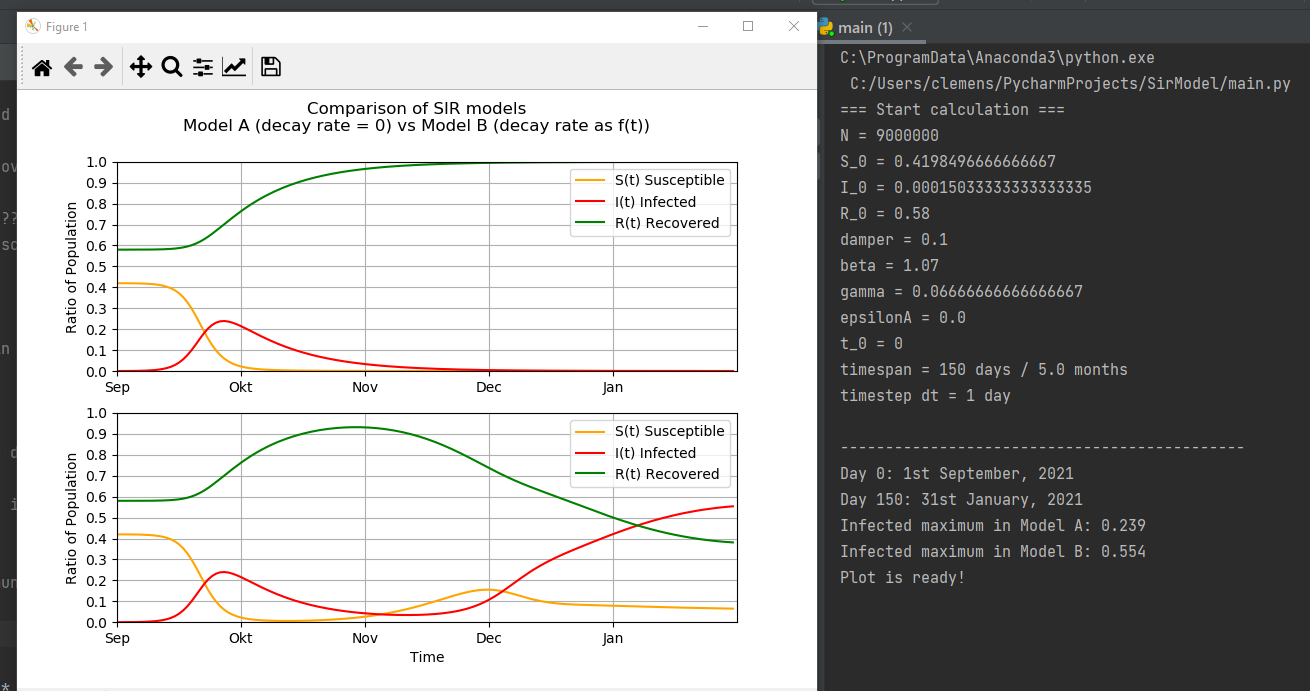 Figure 1
Comparison of SIR models
Model A (decay rate = 0) vs Model B (decay rate as f(t))
Ratio of Population
1.0
0.9
0.8
0.7
0.6
0.5
0.4
0.3
0.2
0.1
0.0
S(t) Susceptible
I(t) Infected
R(t) Recovered
Sep Okt Nov Dec Jan
Ratio of Population
1.0
0.9
0.8
0.7
0.6
0.5
0.4
0.3
0.2
0.1
0.0
S(t) Susceptible
I(t) Infected
R(t) Recovered
Sep Okt Nov Dec Jan
Time
main (1)
C:\ProgramData\Anaconda3\python.exe
C:/Users/clemens/PycharmProjects/SirModel/main.py
=== Start calculation ===
N = 9000000
S_0 = 0.4198496666666667
I_0 = 0.00015033333333333335
R_0 = 0.58
damper = 0.1
beta = 1.07
gamma = 0.06666666666666667
epsilonA = 0.0
t_0 = 0
timespan = 150 days / 5.0 months
timestep dt = 1 day
---------------------------------------------
Day 0: 1st September, 2021
Day 150: 31st January, 2021
Infected maximum in Model A: 0.239
Infected maximum in Model B: 0.554
Plot is ready!